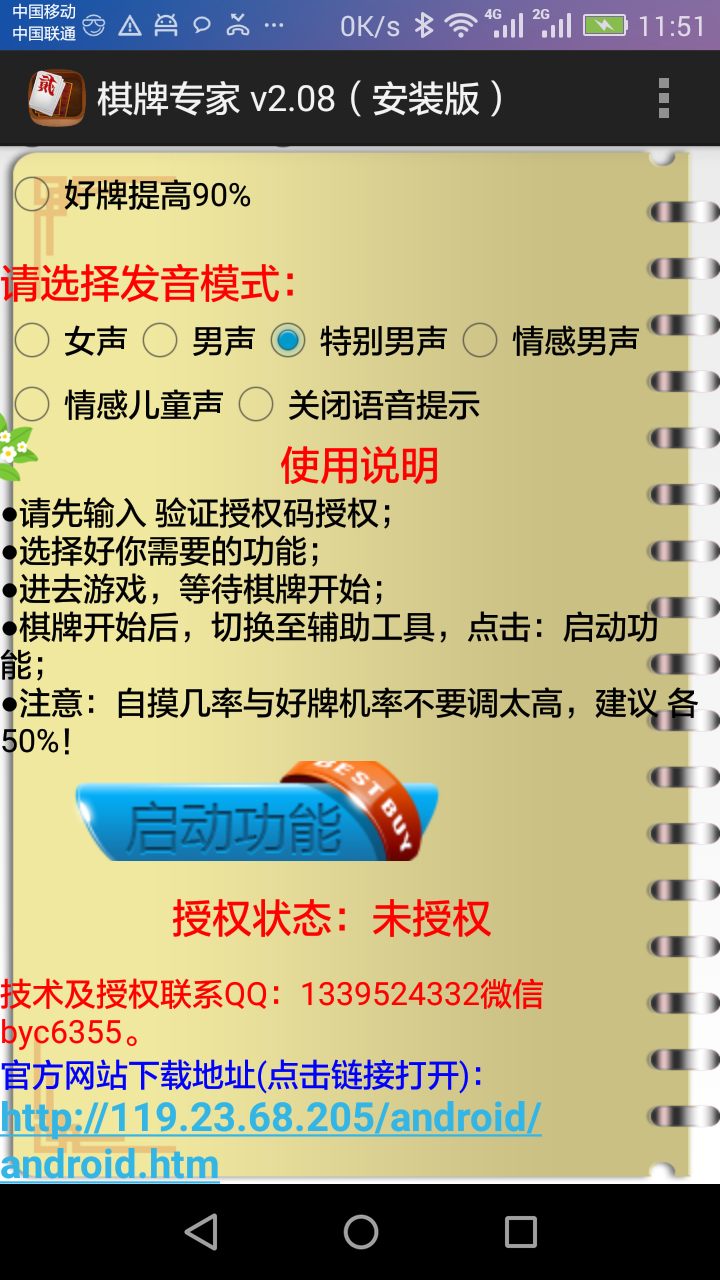 中国移动
中国联通
0K/s 4G 2G 11:51
贰
棋牌专家 v2.08（安装版）
好牌提高90%
请选择发音模式：
女声 男声 特别男声 情感男声
情感儿童声 关闭语音提示
使用说明
●请先输入 验证授权码授权；
●选择好你需要的功能；
●进去游戏，等待棋牌开始；
●棋牌开始后，切换至辅助工具，点击：启动功
能；
●注意：自摸几率与好牌机率不要调太高，建议 各
50%！
启动功能
BEST BUY
授权状态：未授权
技术及授权联系QQ：1339524332微信
byc6355。
官方网站下载地址(点击链接打开)：
http://119.23.68.205/android/
android.htm